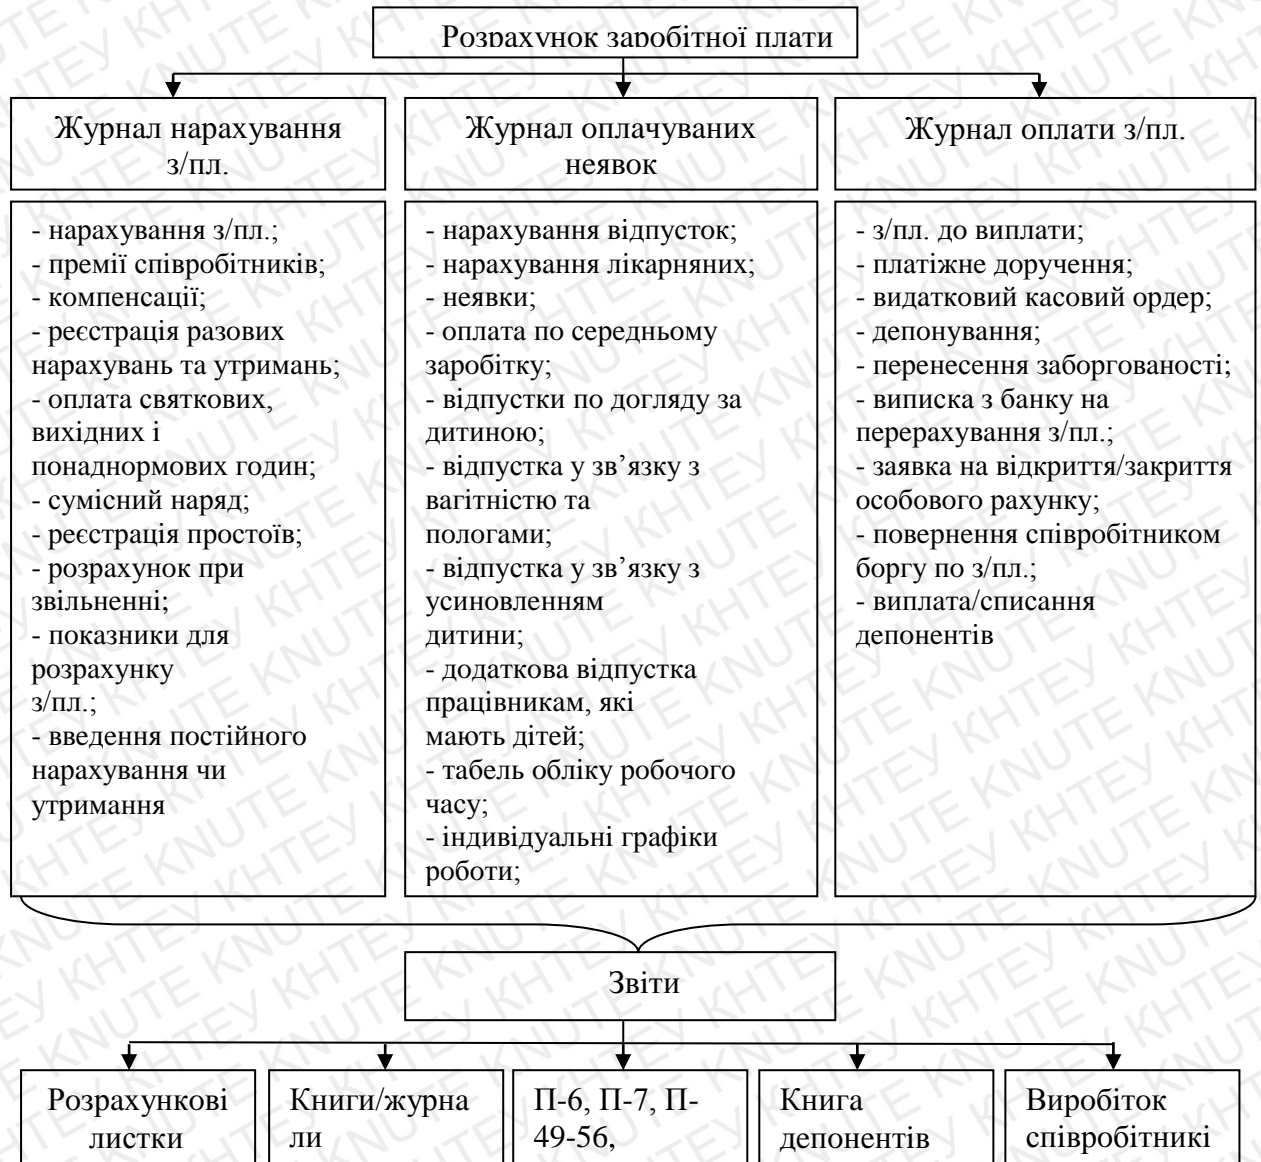 Розрахунок заробітної плати
Журнал нарахування
з/пл.
Журнал оплачуваних
неявок
Журнал оплати з/пл.
- нарахування з/пл.;
- премії співробітників;
- компенсації;
- реєстрація разових
нарахувань та утримань;
- оплата святкових,
вихідних і
понаднормових годин;
- сумісний наряд;
- реєстрація простоїв;
- розрахунок при
звільненні;
- показники для
розрахунку
з/пл.;
- введення постійного
нарахування чи
утримання
- нарахування відпусток;
- нарахування лікарняних;
- неявки;
- оплата по середньому
заробітку;
- відпустки по догляду за
дитиною;
- відпустка у зв’язку з
вагітністю та
пологами;
- відпустка у зв’язку з
усиновленням
дитини;
- додаткова відпустка
працівникам, які
мають дітей;
- табель обліку робочого
часу;
- індивідуальні графіки
роботи;
- з/пл. до виплати;
- платіжне доручення;
- видатковий касовий ордер;
- депонування;
- перенесення заборгованості;
- виписка з банку на
перерахування з/пл.;
- заявка на відкриття/закриття
особового рахунку;
- повернення співробітником
боргу по з/пл.;
- виплата/списання
депонентів
Звіти
Розрахункові
листки
Книги/журна
ли
П-6, П-7, П-
49-56,
Книга
депонентів
Виробіток
співробітникі